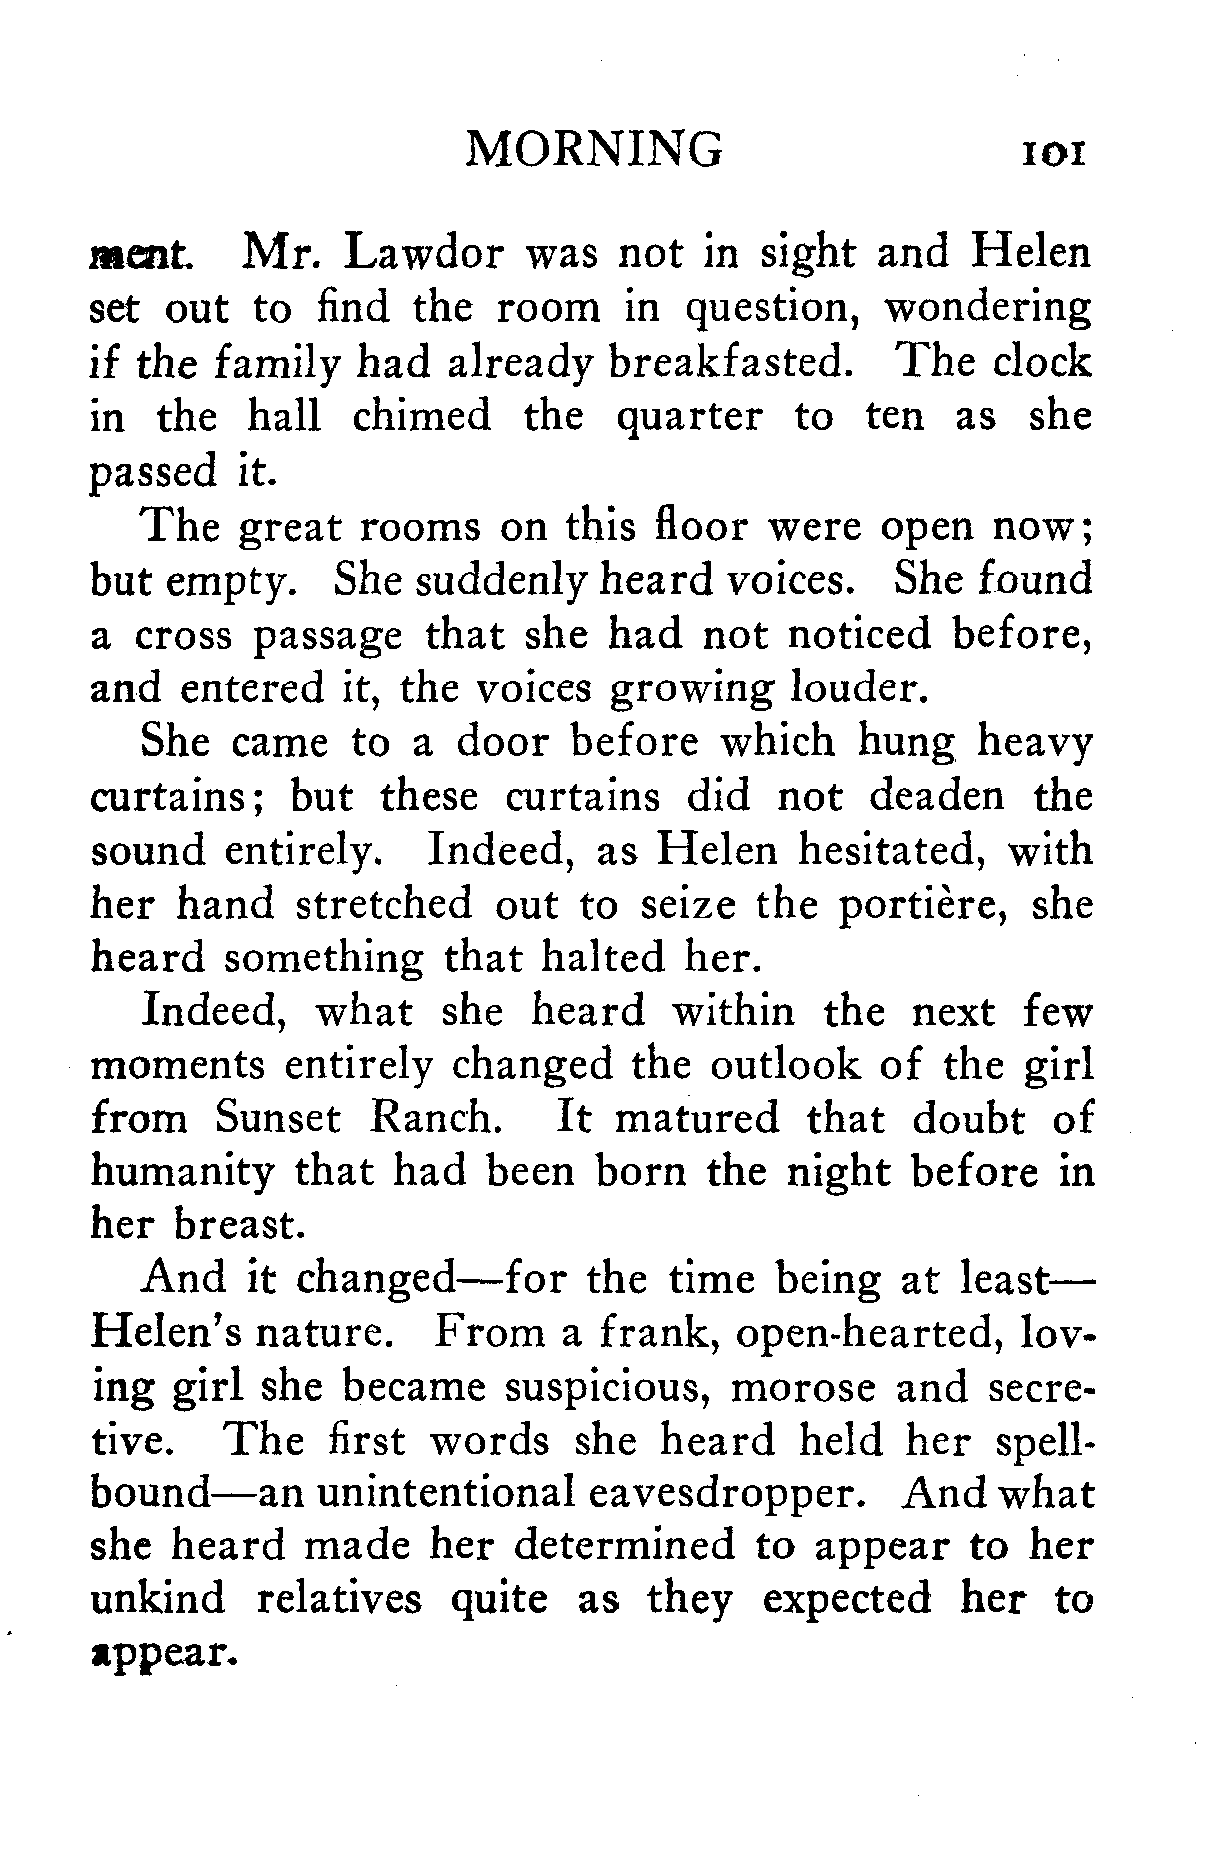 MORNING 101
ment. Mr. Lawdor was not in sight and Helen
set out to find the room in question, wondering
if the family had already breakfasted. The clock
in the hall chimed the quarter to ten as she
passed it.
The great rooms on this floor were open now;
but empty. She suddenly heard voices. She found
a cross passage that she had not noticed before,
and entered it, the voices growing louder.
She came to a door before which hung heavy
curtains; but these curtains did not deaden the
sound entirely. Indeed, as Helen hesitated, with
her hand stretched out to seize the portière, she
heard something that halted her.
Indeed, what she heard within the next few
moments entirely changed the outlook of the girl
from Sunset Ranch. It matured that doubt of
humanity that had been born the night before in
her breast.
And it changed—for the time being at least—
Helen's nature. From a frank, open-hearted, lov-
ing girl she became suspicious, morose and secre-
tive. The first words she heard held her spell-
bound—an unintentional eavesdropper. And what
she heard made her determined to appear to her
unkind relatives quite as they expected her to
appear.